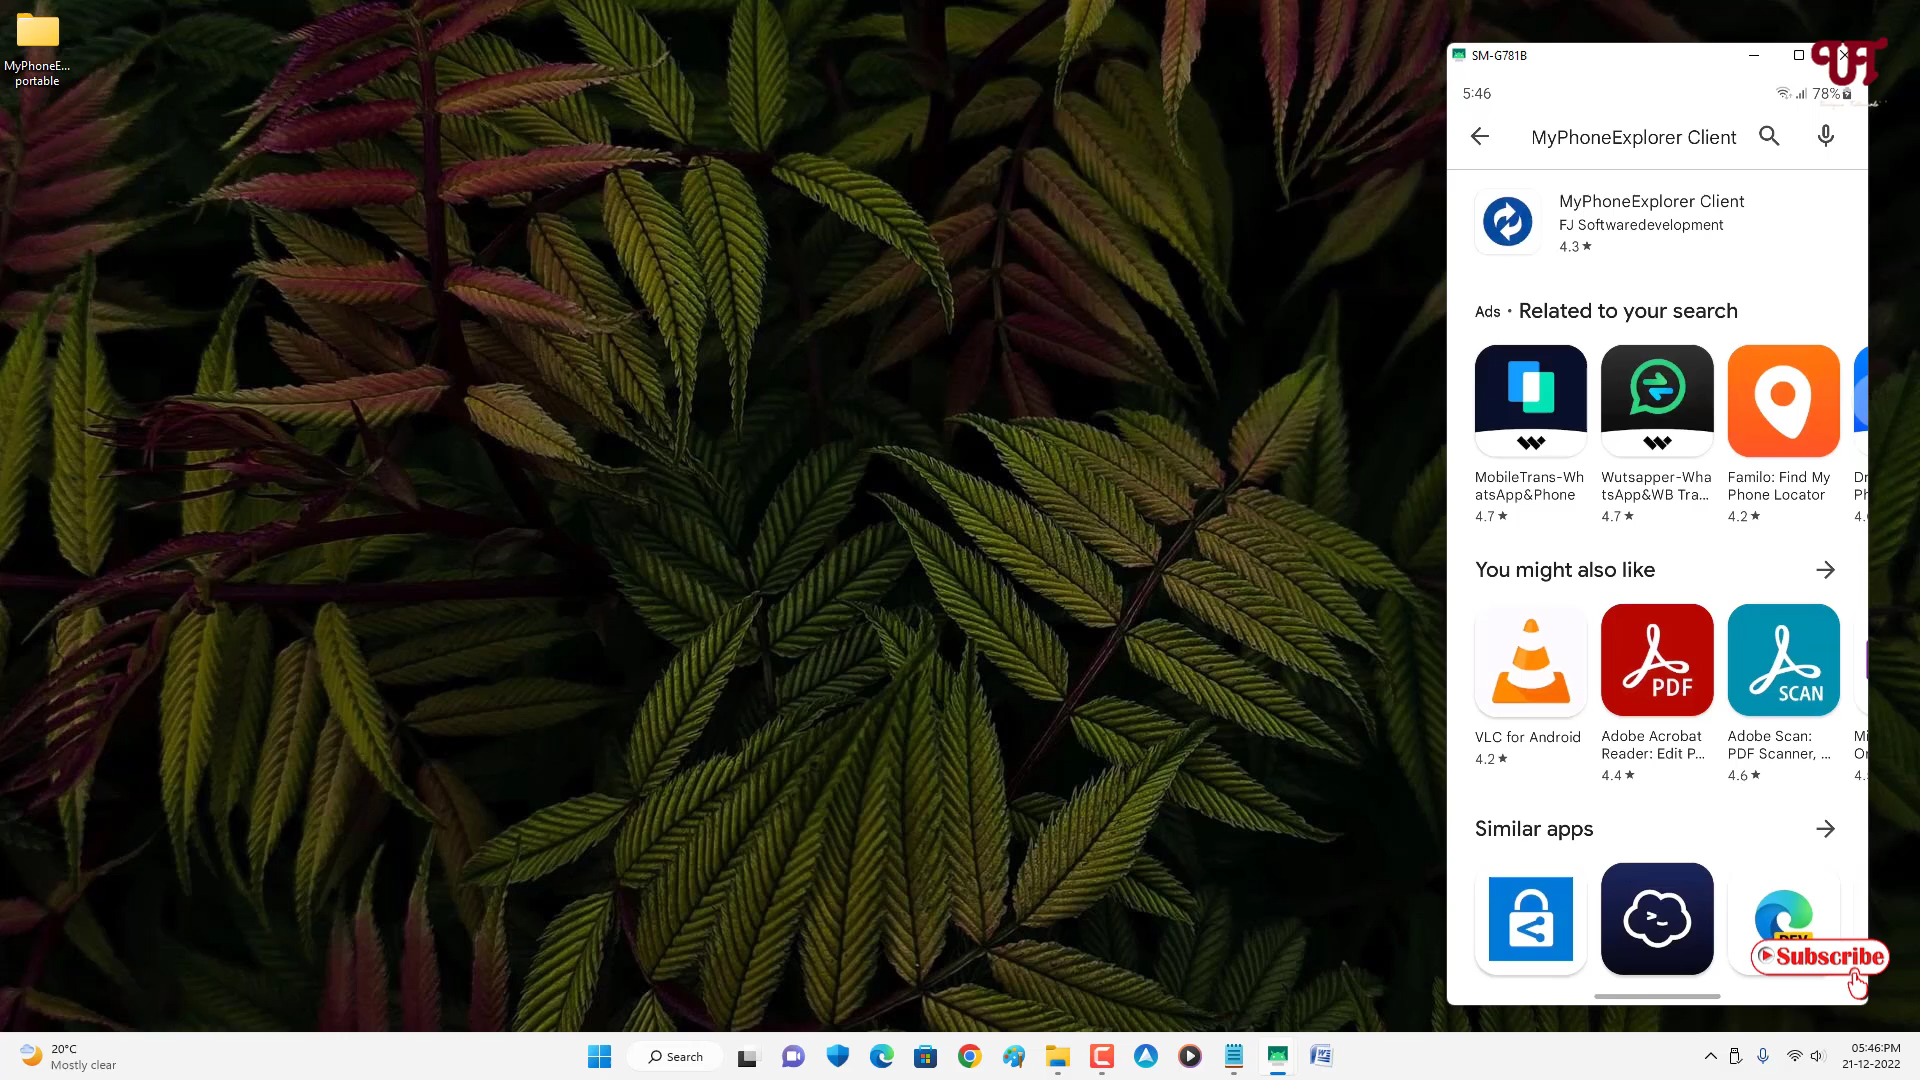 MyPhoneE...
portable
SM-G781B
UT
5:46
78%
MyPhoneExplorer Client
MyPhoneExplorer Client
FJ Softwaredevelopment
4.3★
Ads • Related to your search
MobileTrans-Wh
atsApp&Phone
4.7★
Wutsapper-Wha
tsApp&WB Tra...
4.7★
Familo: Find My
Phone Locator
4.2★
You might also like
PDF
SCAN
VLC for Android
4.2★
Adobe Acrobat
Reader: Edit P...
4.4★
Adobe Scan:
PDF Scanner, ...
4.6★
Similar apps
Subscribe
20°C
Mostly clear
Search
05:46:PM
21-12-2022